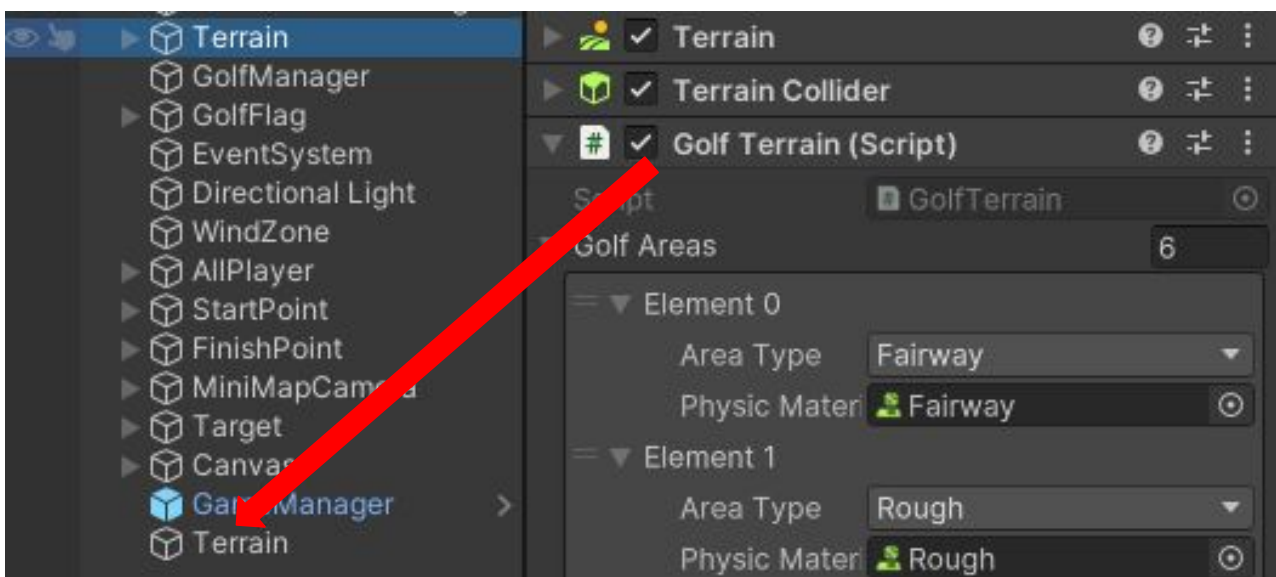 Terrain
GolfManager
GolfFlag
EventSystem
Directional Light
WindZone
AllPlayer
StartPoint
FinishPoint
MiniMapCamera
Target
Canvas
GameManager
Terrain
Terrain
Terrain Collider
# Golf Terrain (Script)
Script # GolfTerrain
Golf Areas 6
Element 0
Area Type Fairway
Physic Materi Fairway
Element 1
Area Type Rough
Physic Materi Rough